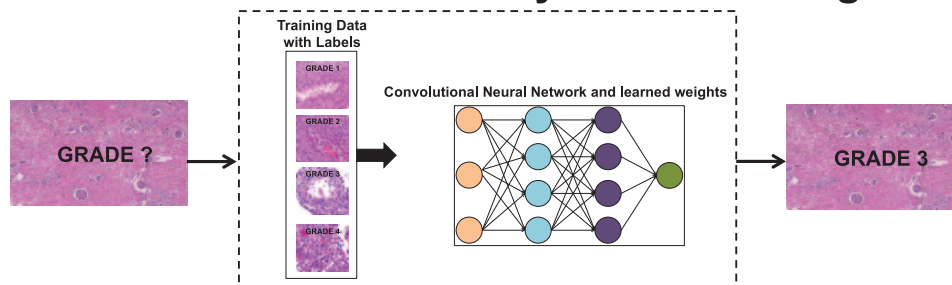 Training Data
with Labels
GRADE 1
GRADE 2
GRADE 3
GRADE 4
Convolutional Neural Network and learned weights
GRADE ?
GRADE 3